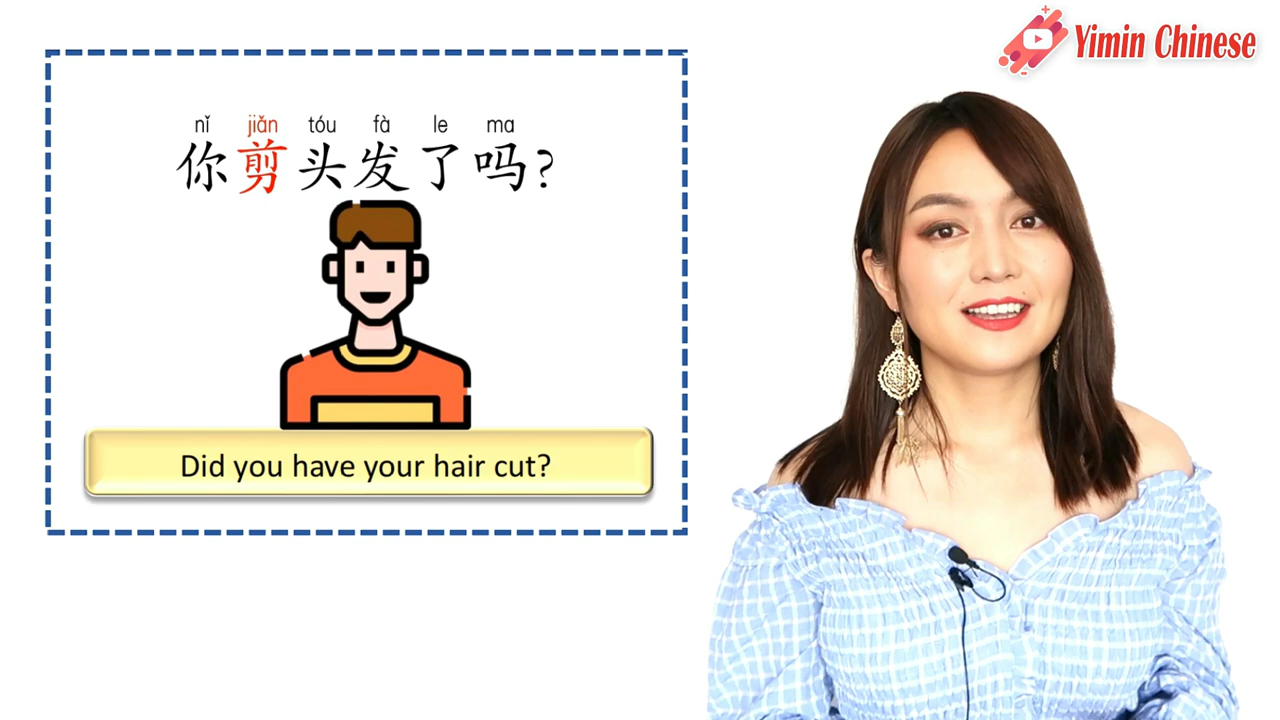 nǐ jiǎn tóu fà le ma
你剪头发了吗?
Did you have your hair cut?
Yimin Chinese